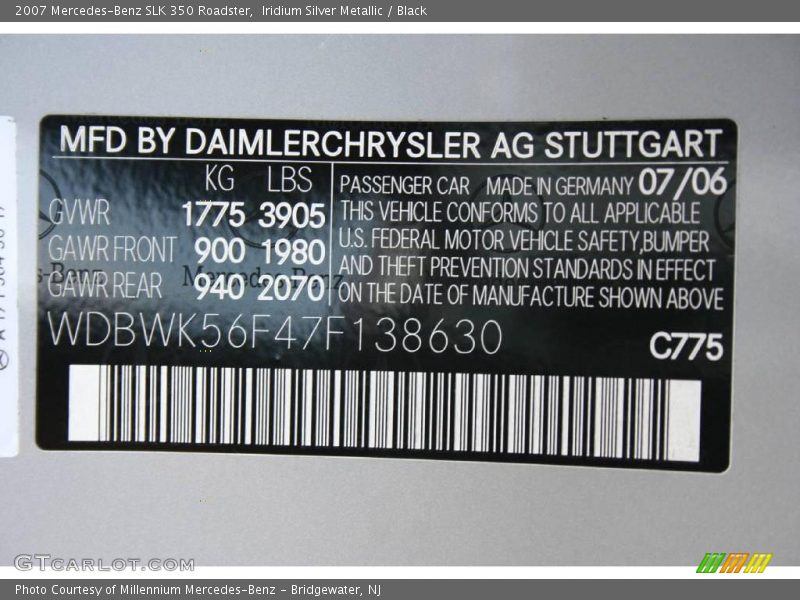 2007 Mercedes-Benz SLK 350 Roadster,  Iridium Silver Metallic / Black
MFD BY DAIMLERCHRYSLER AG STUTTGART
KG LBS
GVWR 1775 3905
GAWR FRONT 900 1980
GAWR REAR 940 2070
PASSENGER CAR MADE IN GERMANY 07/06
THIS VEHICLE CONFORMS TO ALL APPLICABLE
U.S. FEDERAL MOTOR VEHICLE SAFETY,BUMPER
AND THEFT PREVENTION STANDARDS IN EFFECT
ON THE DATE OF MANUFACTURE SHOWN ABOVE
Mercedes-Benz
WDBWK56F47F138630
C775
GTCARLOT.COM
Photo Courtesy of Millennium Mercedes-Benz - Bridgewater, NJ